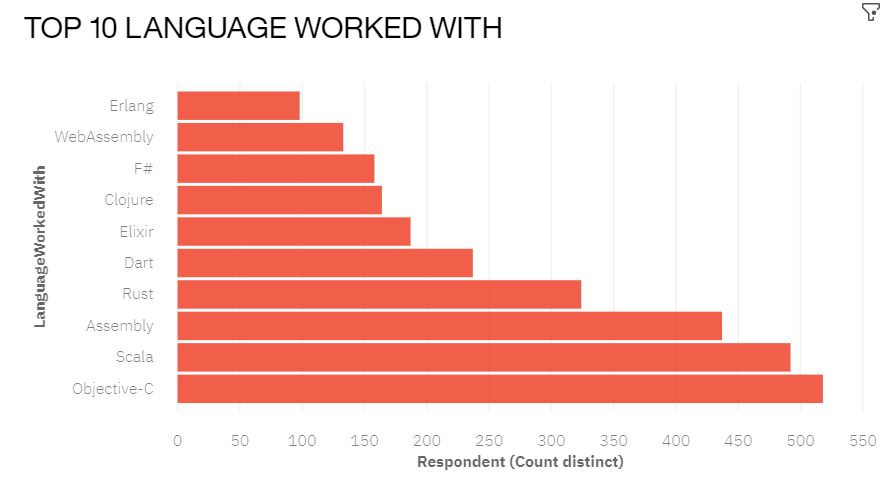 TOP 10 LANGUAGE WORKED WITH
LanguageWorkedWith
Erlang
WebAssembly
F#
Clojure
Elixir
Dart
Rust
Assembly
Scala
Objective-C
0 50 100 150 200 250 300 350 400 450 500 550
Respondent (Count distinct)